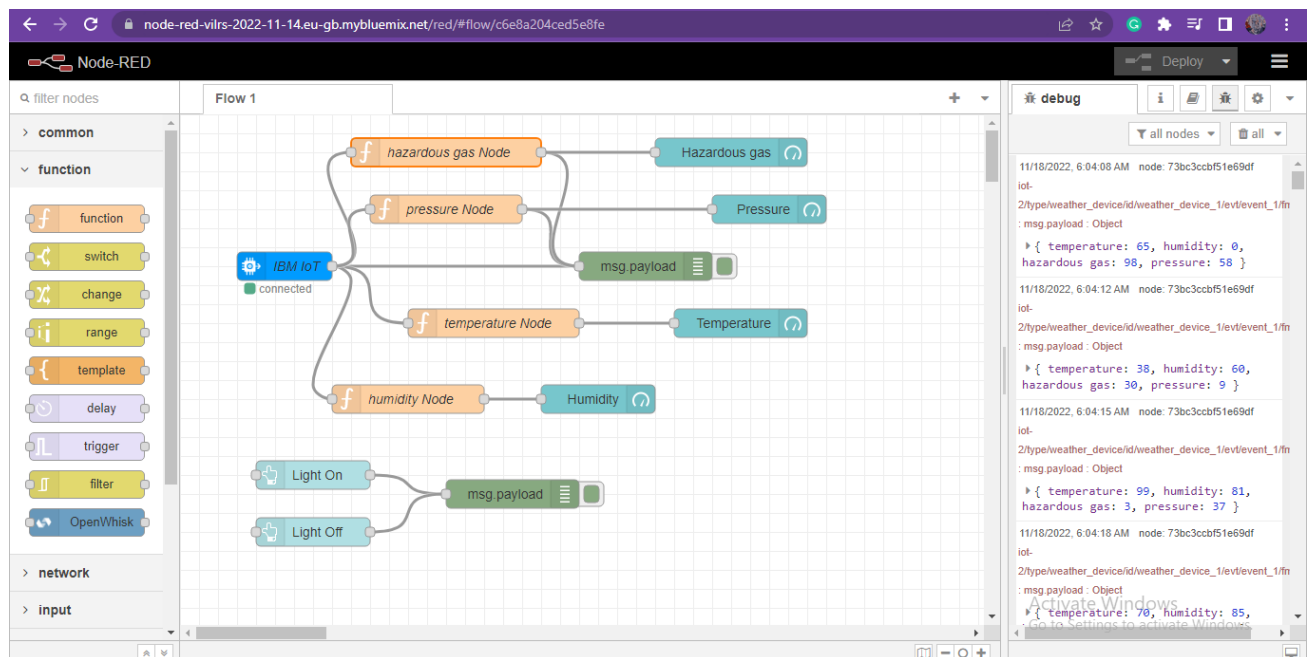 node-red-vilrs-2022-11-14.eu-gb.mybluemix.net/red/#flow/c6e8a204ced5e8fe
Node-RED
Deploy
filter nodes
common
function
function
switch
change
range
template
delay
trigger
filter
OpenWhisk
network
input
Flow 1
hazardous gas Node
Hazardous gas
pressure Node
Pressure
IBM IoT
connected
msg.payload
temperature Node
Temperature
humidity Node
Humidity
Light On
msg.payload
Light Off
debug
all nodes
all
11/18/2022, 6:04:08 AM node: 73bc3ccbf51e69df
iot-
2/type/weather_device/id/weather_device_1/evt/event_1/fm
: msg.payload : Object
{ temperature: 65, humidity: 0,
hazardous gas: 98, pressure: 58 }
11/18/2022, 6:04:12 AM node: 73bc3ccbf51e69df
iot-
2/type/weather_device/id/weather_device_1/evt/event_1/fm
: msg.payload : Object
{ temperature: 38, humidity: 60,
hazardous gas: 30, pressure: 9 }
11/18/2022, 6:04:15 AM node: 73bc3ccbf51e69df
iot-
2/type/weather_device/id/weather_device_1/evt/event_1/fm
: msg.payload : Object
{ temperature: 99, humidity: 81,
hazardous gas: 3, pressure: 37 }
11/18/2022, 6:04:18 AM node: 73bc3ccbf51e69df
iot-
2/type/weather_device/id/weather_device_1/evt/event_1/fm
: msg.payload : Object
{ temperature: 70, humidity: 85,
Activate Windows
Go to Settings to activate Windows.